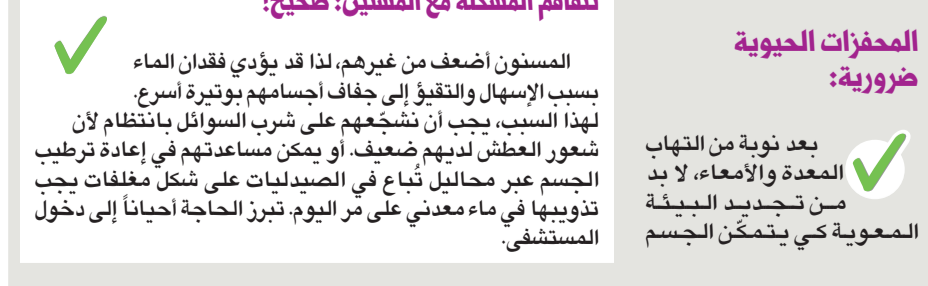 المحفزات الحيوية
ضرورية:
بعد نوبة من التهاب
المعدة والأمعاء، لا بد
من تجديد البيئة
المعوية كي يتمكّن الجسم
تتفاقم المشكلة مع المسنين: صحيح!
المسنون أضعف من غيرهم، لذا قد يؤدي فقدان الماء
بسبب الإسهال والتقيؤ إلى جفاف أجسامهم بوتيرة أسرع.
لهذا السبب، يجب أن نشجّعهم على شرب السوائل بانتظام لأن
شعور العطش لديهم ضعيف. أو يمكن مساعدتهم في إعادة ترطيب
الجسم عبر محاليل تُباع في الصيدليات على شكل مغلفات يجب
تذويبها في ماء معدني على مر اليوم. تبرز الحاجة أحياناً إلى دخول
المستشفى.